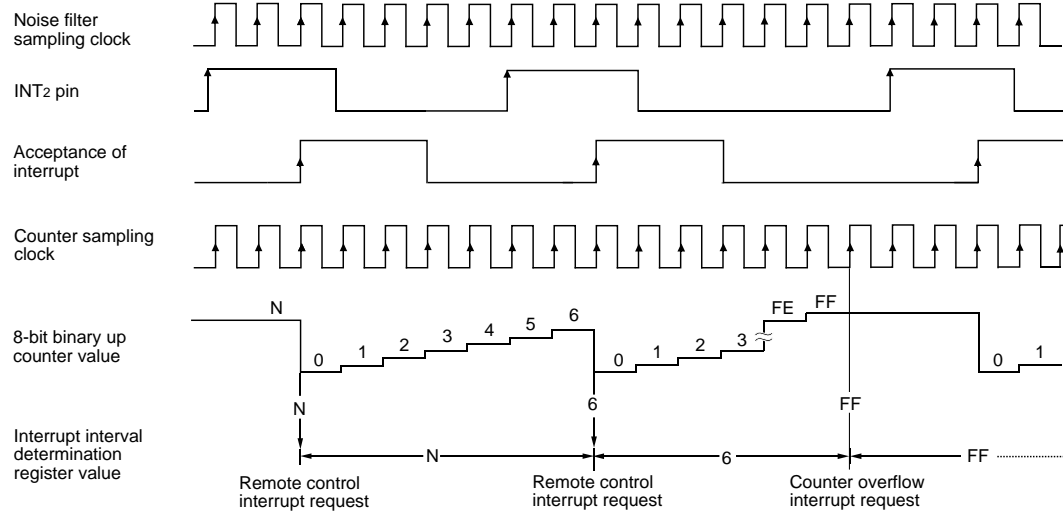 Noise filter
sampling clock
INT2 pin
Acceptance of
interrupt
Counter sampling
clock
8-bit binary up
counter value
N
0
1
2
3
4
5
6
0
1
2
3
FE
FF
0
1
N
6
FF
Interrupt interval
determination
register value
N
6
FF
Remote control
interrupt request
Remote control
interrupt request
Counter overflow
interrupt request